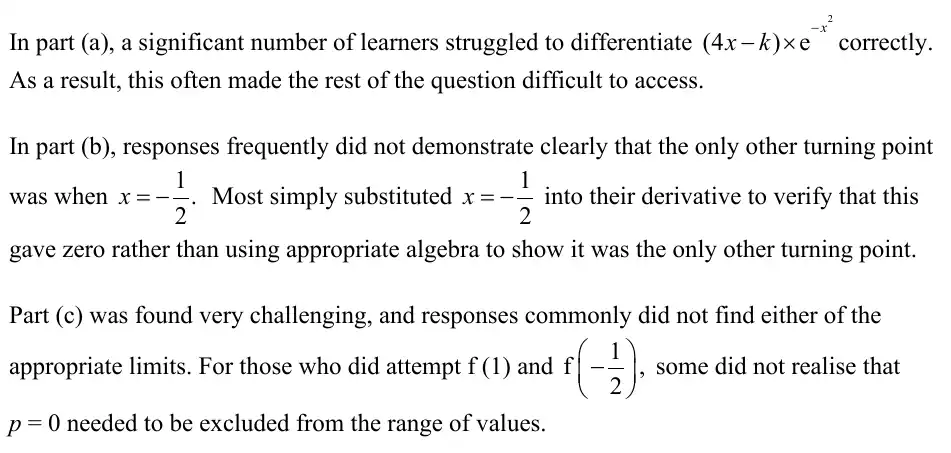 In part (a), a significant number of learners struggled to differentiate (4x − k)×e^{−x^2} correctly.
As a result, this often made the rest of the question difficult to access.
In part (b), responses frequently did not demonstrate clearly that the only other turning point
was when x = −1/2. Most simply substituted x = −1/2 into their derivative to verify that this
gave zero rather than using appropriate algebra to show it was the only other turning point.
Part (c) was found very challenging, and responses commonly did not find either of the
appropriate limits. For those who did attempt f (1) and f(−1/2), some did not realise that
p = 0 needed to be excluded from the range of values.